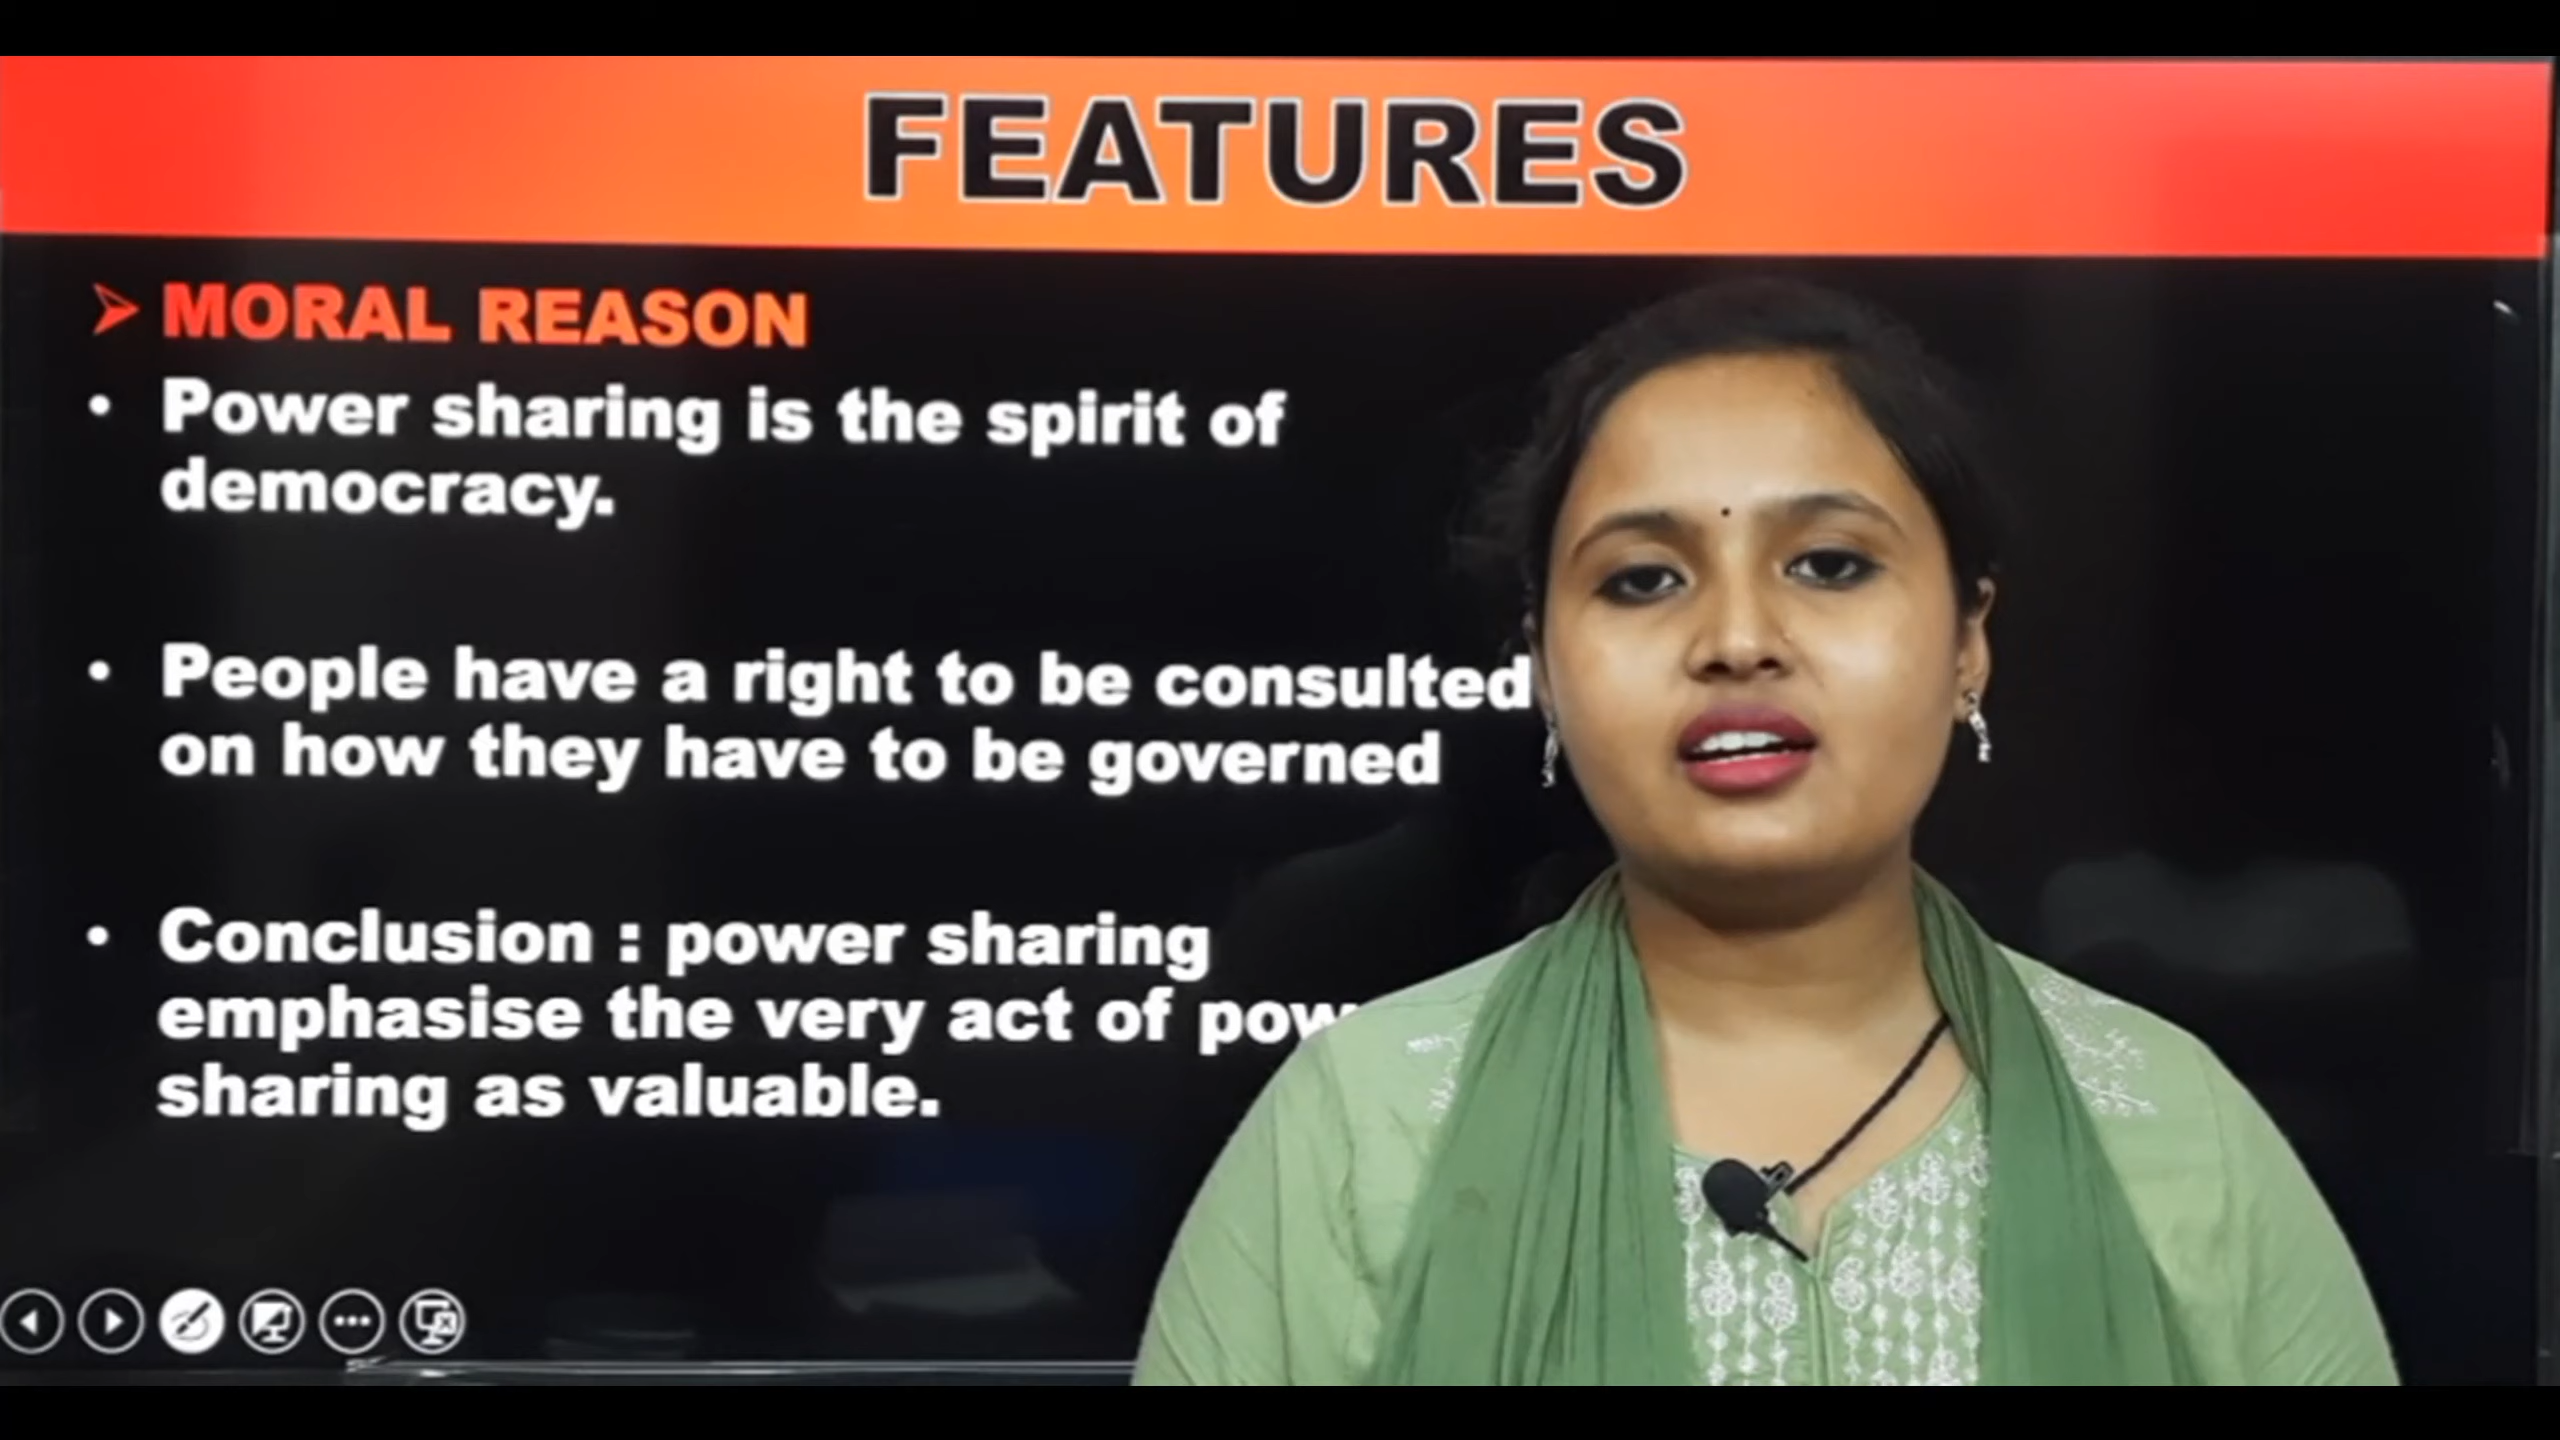 FEATURES
MORAL REASON
Power sharing is the spirit of
democracy.
People have a right to be consulted
on how they have to be governed
Conclusion : power sharing
emphasise the very act of
sharing as valuable.